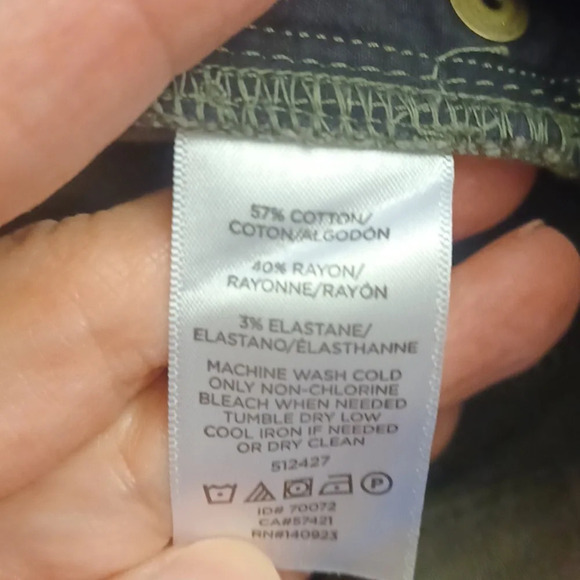 57% COTTON/
COTON/ALGODÓN
40% RAYON/
RAYONNE/RAYÓN
3% ELASTANE/
ELASTANO/ÉLASTHANNE
MACHINE WASH COLD
ONLY NON-CHLORINE
BLEACH WHEN NEEDED
TUMBLE DRY LOW
COOL IRON IF NEEDED
OR DRY CLEAN
512427
P
ID# 70072
CA#57421
RN#140923